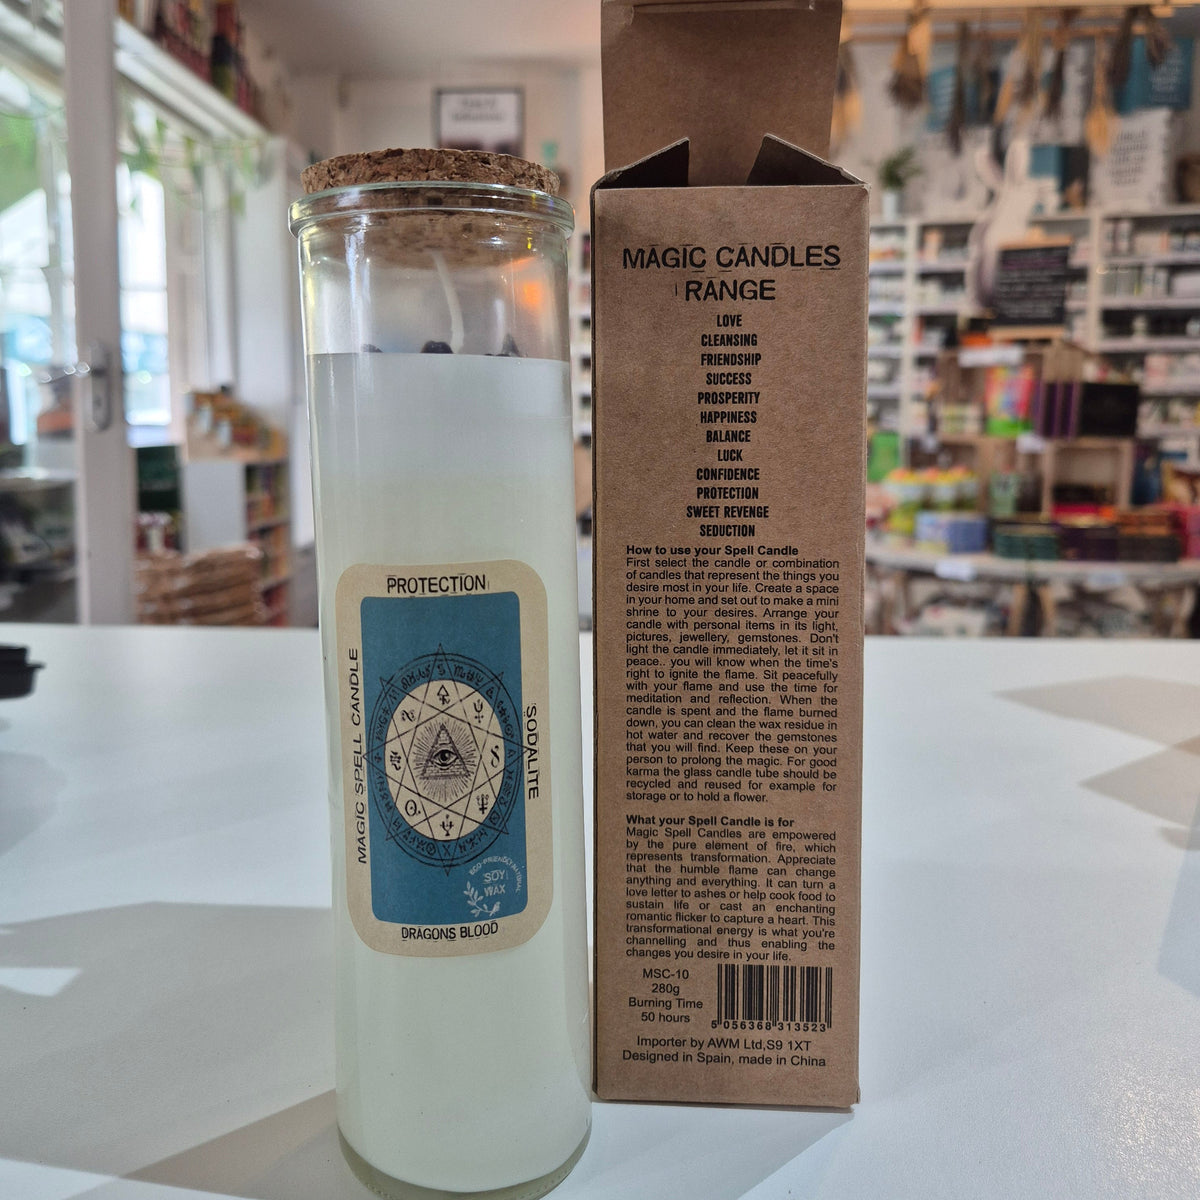 PROTECTION
MAGIC SPELL CANDLE
SODALITE
ECO-FRIENDLY NATURAL
SOY
WAX
DRAGONS BLOOD
MAGIC CANDLES
RANGE
LOVE
CLEANSING
FRIENDSHIP
SUCCESS
PROSPERITY
HAPPINESS
BALANCE
LUCK
CONFIDENCE
PROTECTION
SWEET REVENGE
SEDUCTION
How to use your Spell Candle
First select the candle or combination
of candles that represent the things you
desire most in your life. Create a space
in your home and set out to make a mini
shrine to your desires. Arrange your
candle with personal items in its light,
pictures, jewellery, gemstones. Don't
light the candle immediately, let it sit in
peace.. you will know when the time's
right to ignite the flame. Sit peacefully
with your flame and use the time for
meditation and reflection. When the
candle is spent and the flame burned
down, you can clean the wax residue in
hot water and recover the gemstones
that you will find. Keep these on your
person to prolong the magic. For good
karma the glass candle tube should be
recycled and reused for example for
storage or to hold a flower.
What your Spell Candle is for
Magic Spell Candles are empowered
by the pure element of fire, which
represents transformation. Appreciate
that the humble flame can change
anything and everything. It can turn a
love letter to ashes or help cook food to
sustain life or cast an enchanting
romantic flicker to capture a heart. This
transformational energy is what you're
channelling and thus enabling the
changes you desire in your life.
MSC-10
280g
Burning Time
50 hours
5 056368 313523
Importer by AWM Ltd,S9 1XT
Designed in Spain, made in China